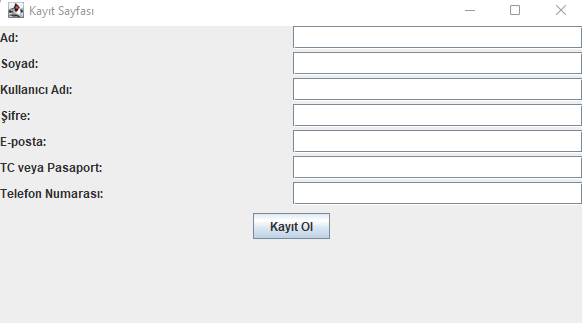 Kayıt Sayfası
Ad:
Soyad:
Kullanıcı Adı:
Şifre:
E-posta:
TC veya Pasaport:
Telefon Numarası:
Kayıt Ol